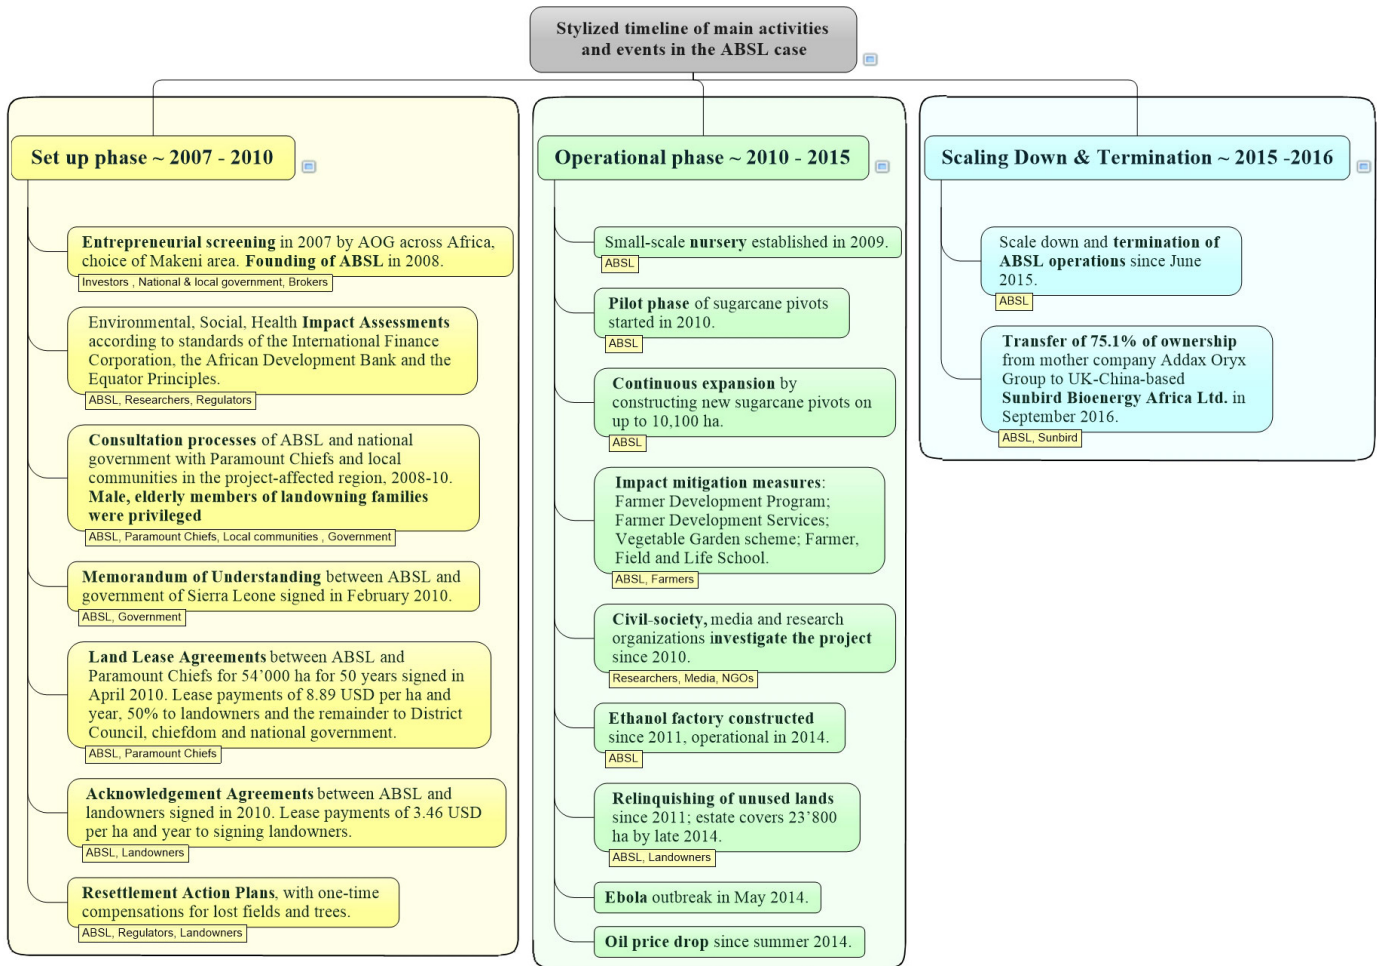 Stylized timeline of main activities
and events in the ABSL case
Set up phase ~ 2007 - 2010
Entrepreneurial screening in 2007 by AOG across Africa,
choice of Makeni area. Founding of ABSL in 2008.
Investors , National & local government, Brokers
Environmental, Social, Health Impact Assessments
according to standards of the International Finance
Corporation, the African Development Bank and the
Equator Principles.
ABSL, Researchers, Regulators
Consultation processes of ABSL and national
government with Paramount Chiefs and local
communities in the project-affected region, 2008-10.
Male, elderly members of landowning families
were privileged
ABSL, Paramount Chiefs, Local communities , Government
Memorandum of Understanding between ABSL and
government of Sierra Leone signed in February 2010.
ABSL, Government
Land Lease Agreements between ABSL and
Paramount Chiefs for 54’000 ha for 50 years signed in
April 2010. Lease payments of 8.89 USD per ha and
year, 50% to landowners and the remainder to District
Council, chiefdom and national government.
ABSL, Paramount Chiefs
Acknowledgement Agreements between ABSL and
landowners signed in 2010. Lease payments of 3.46 USD
per ha and year to signing landowners.
ABSL, Landowners
Resettlement Action Plans, with one-time
compensations for lost fields and trees.
ABSL, Regulators, Landowners
Operational phase ~ 2010 - 2015
Small-scale nursery established in 2009.
ABSL
Pilot phase of sugarcane pivots
started in 2010.
ABSL
Continuous expansion by
constructing new sugarcane pivots on
up to 10,100 ha.
ABSL
Impact mitigation measures:
Farmer Development Program;
Farmer Development Services;
Vegetable Garden scheme; Farmer,
Field and Life School.
ABSL, Farmers
Civil-society, media and research
organizations investigate the project
since 2010.
Researchers, Media, NGOs
Ethanol factory constructed
since 2011, operational in 2014.
ABSL
Relinquishing of unused lands
since 2011; estate covers 23’800
ha by late 2014.
ABSL, Landowners
Ebola outbreak in May 2014.
Oil price drop since summer 2014.
Scaling Down & Termination ~ 2015 -2016
Scale down and termination of
ABSL operations since June
2015.
ABSL
Transfer of 75.1% of ownership
from mother company Addax Oryx
Group to UK-China-based
Sunbird Bioenergy Africa Ltd. in
September 2016.
ABSL, Sunbird